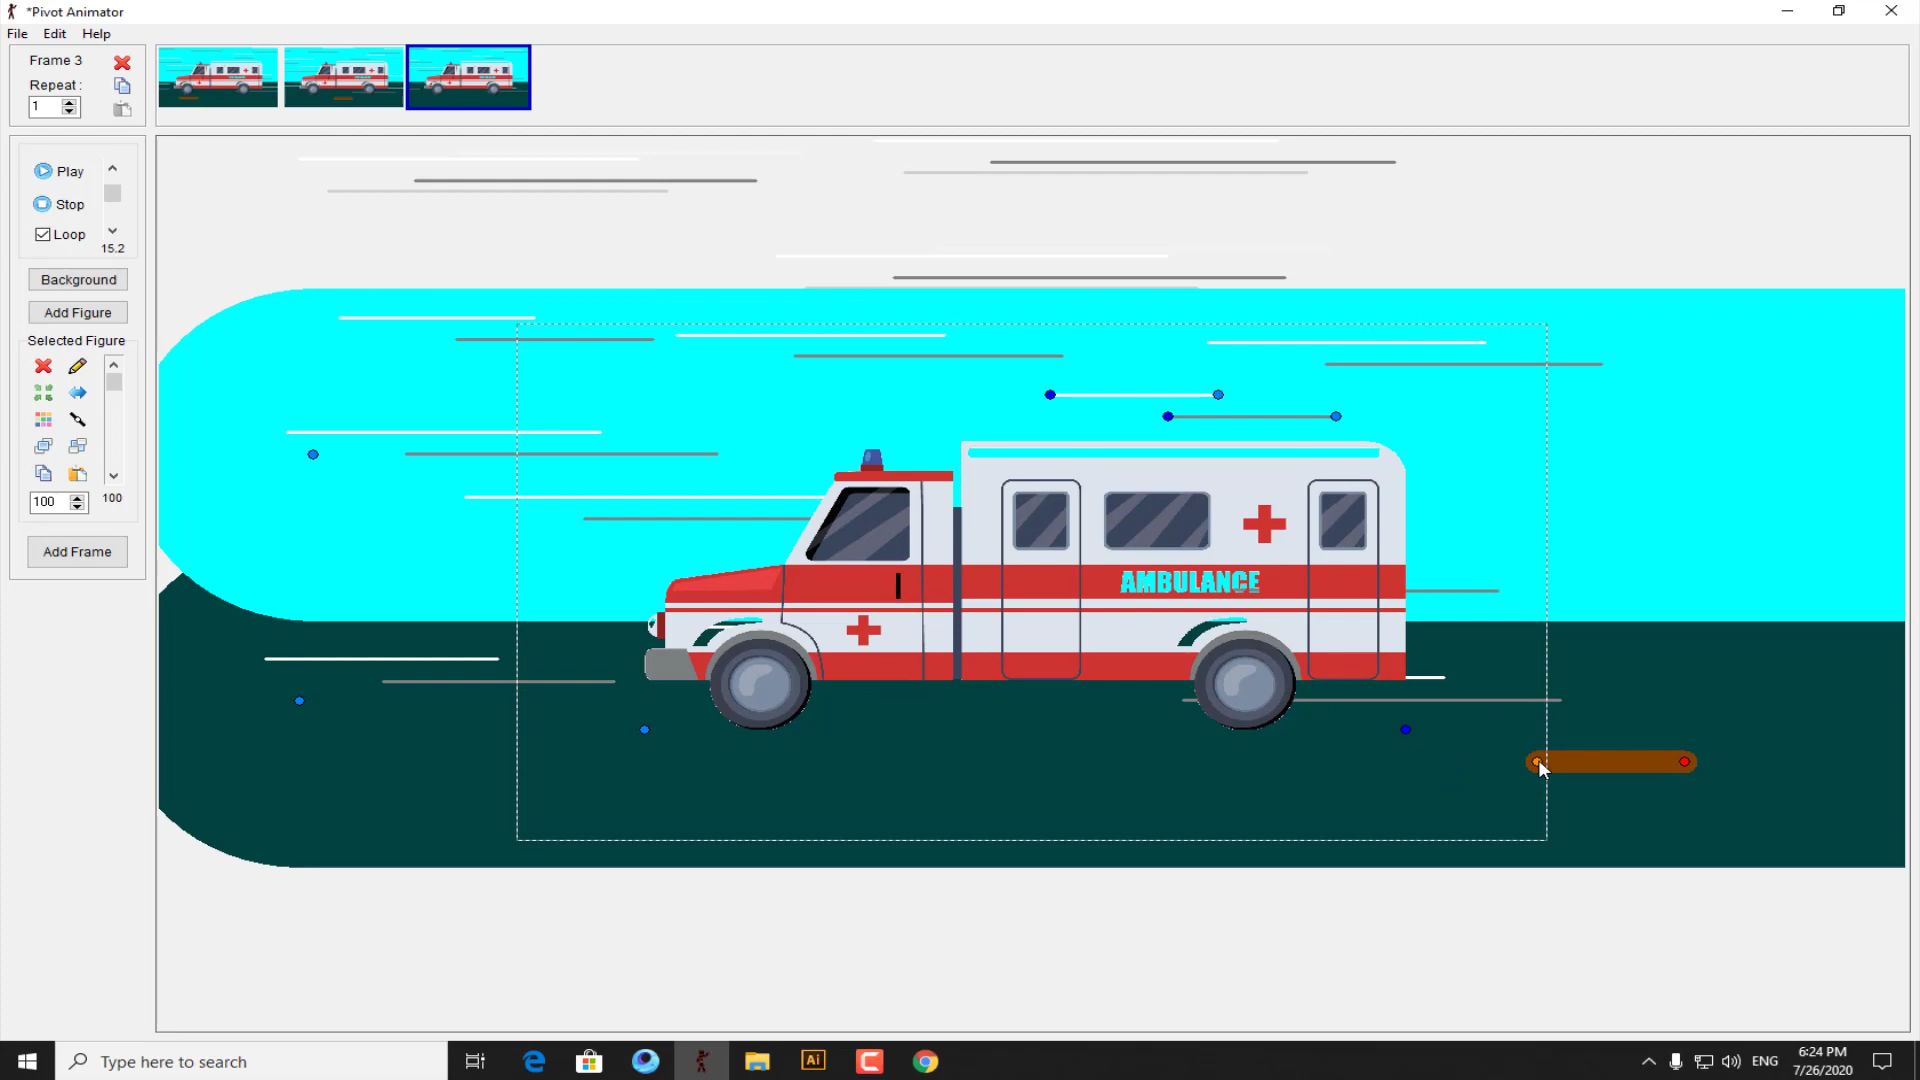 *Pivot Animator
File Edit Help
Frame 3
Repeat :
1
Play
Stop
Loop
15.2
Background
Add Figure
Selected Figure
100
100
Add Frame
AMBULANCE
Type here to search
Ai
ENG
6:24 PM
7/26/2020